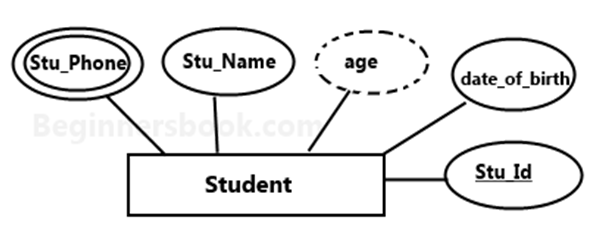 Stu_Phone
Stu_Name
age
date_of_birth
Beginnersbook.com
Student
Stu_Id